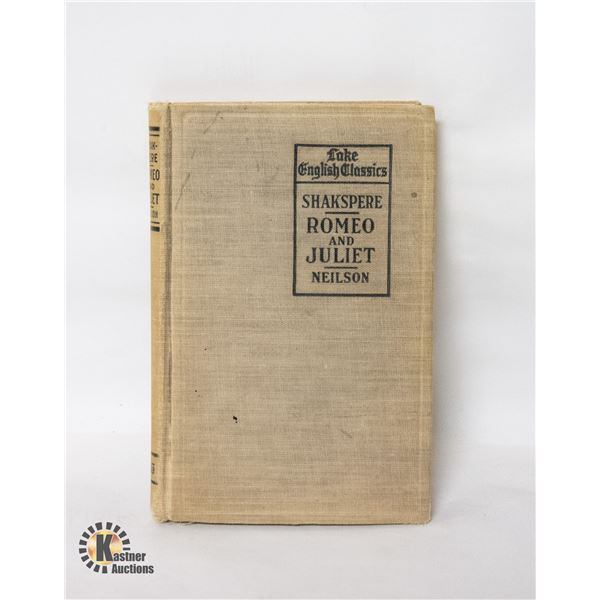 Lake
English Classics
SHAKSPERE
ROMEO
AND
JULIET
NEILSON
Kastner
Auctions